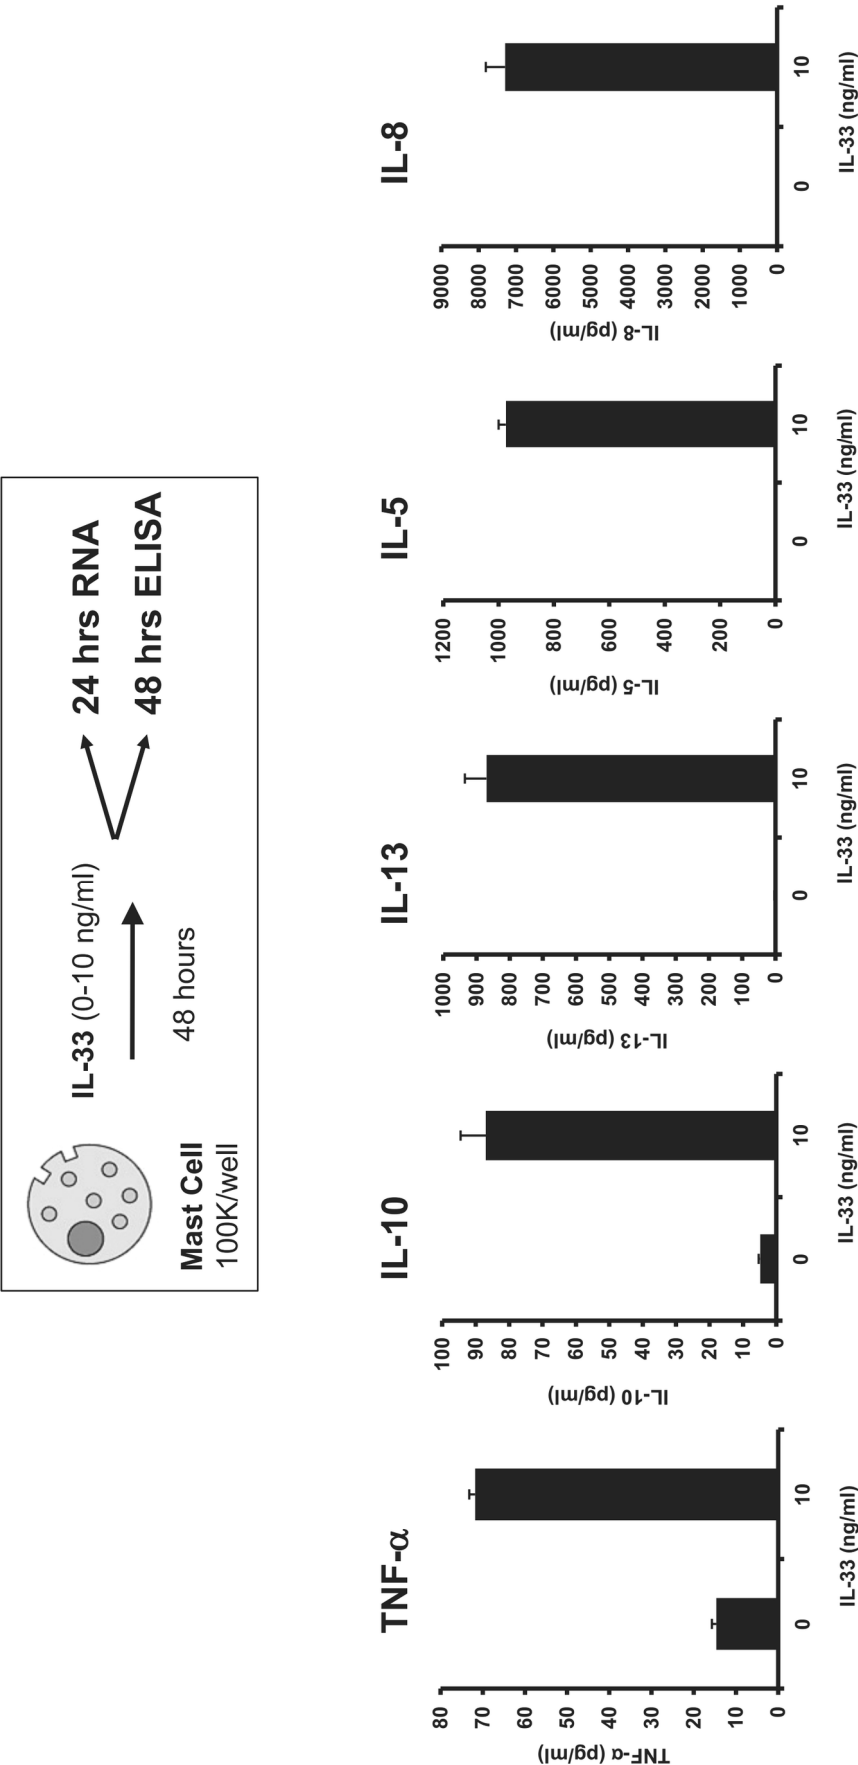 IL-33 (0-10 ng/ml)
48 hours
24 hrs RNA
48 hrs ELISA
Mast Cell
100K/well
TNF-α
TNF-α (pg/ml)
80
70
60
50
40
30
20
10
0
0 10
IL-33 (ng/ml)
IL-10
IL-10 (pg/ml)
100
90
80
70
60
50
40
30
20
10
0
0 10
IL-33 (ng/ml)
IL-13
IL-13 (pg/ml)
1000
900
800
700
600
500
400
300
200
100
0
0 10
IL-33 (ng/ml)
IL-5
IL-5 (pg/ml)
1200
1000
800
600
400
200
0
0 10
IL-33 (ng/ml)
IL-8
IL-8 (pg/ml)
9000
8000
7000
6000
5000
4000
3000
2000
1000
0
0 10
IL-33 (ng/ml)